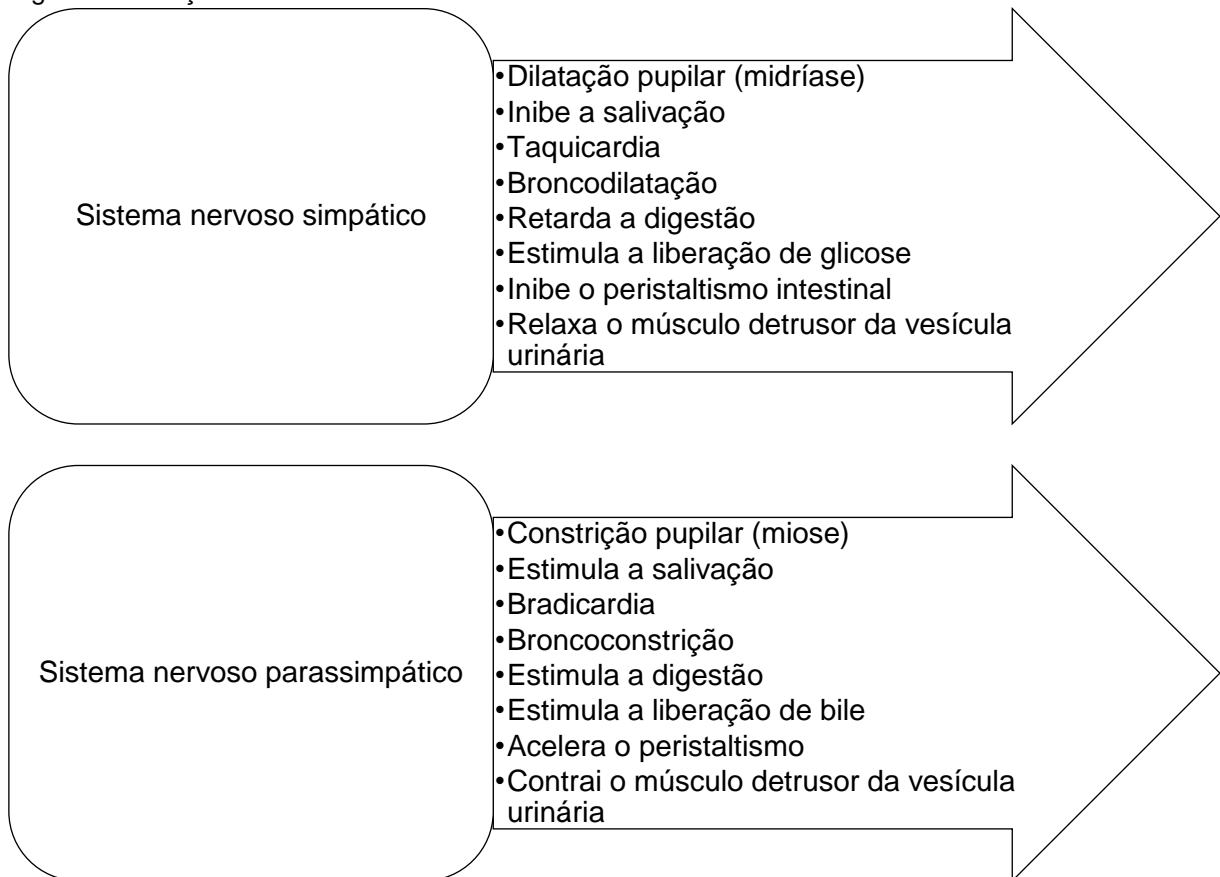 Sistema nervoso simpático
•Dilatação pupilar (midríase)
•Inibe a salivação
•Taquicardia
•Broncodilatação
•Retarda a digestão
•Estimula a liberação de glicose
•Inibe o peristaltismo intestinal
•Relaxa o músculo detrusor da vesícula
urinária
Sistema nervoso parassimpático
•Constrição pupilar (miose)
•Estimula a salivação
•Bradicardia
•Broncoconstrição
•Estimula a digestão
•Estimula a liberação de bile
•Acelera o peristaltismo
•Contrai o músculo detrusor da vesícula
urinária